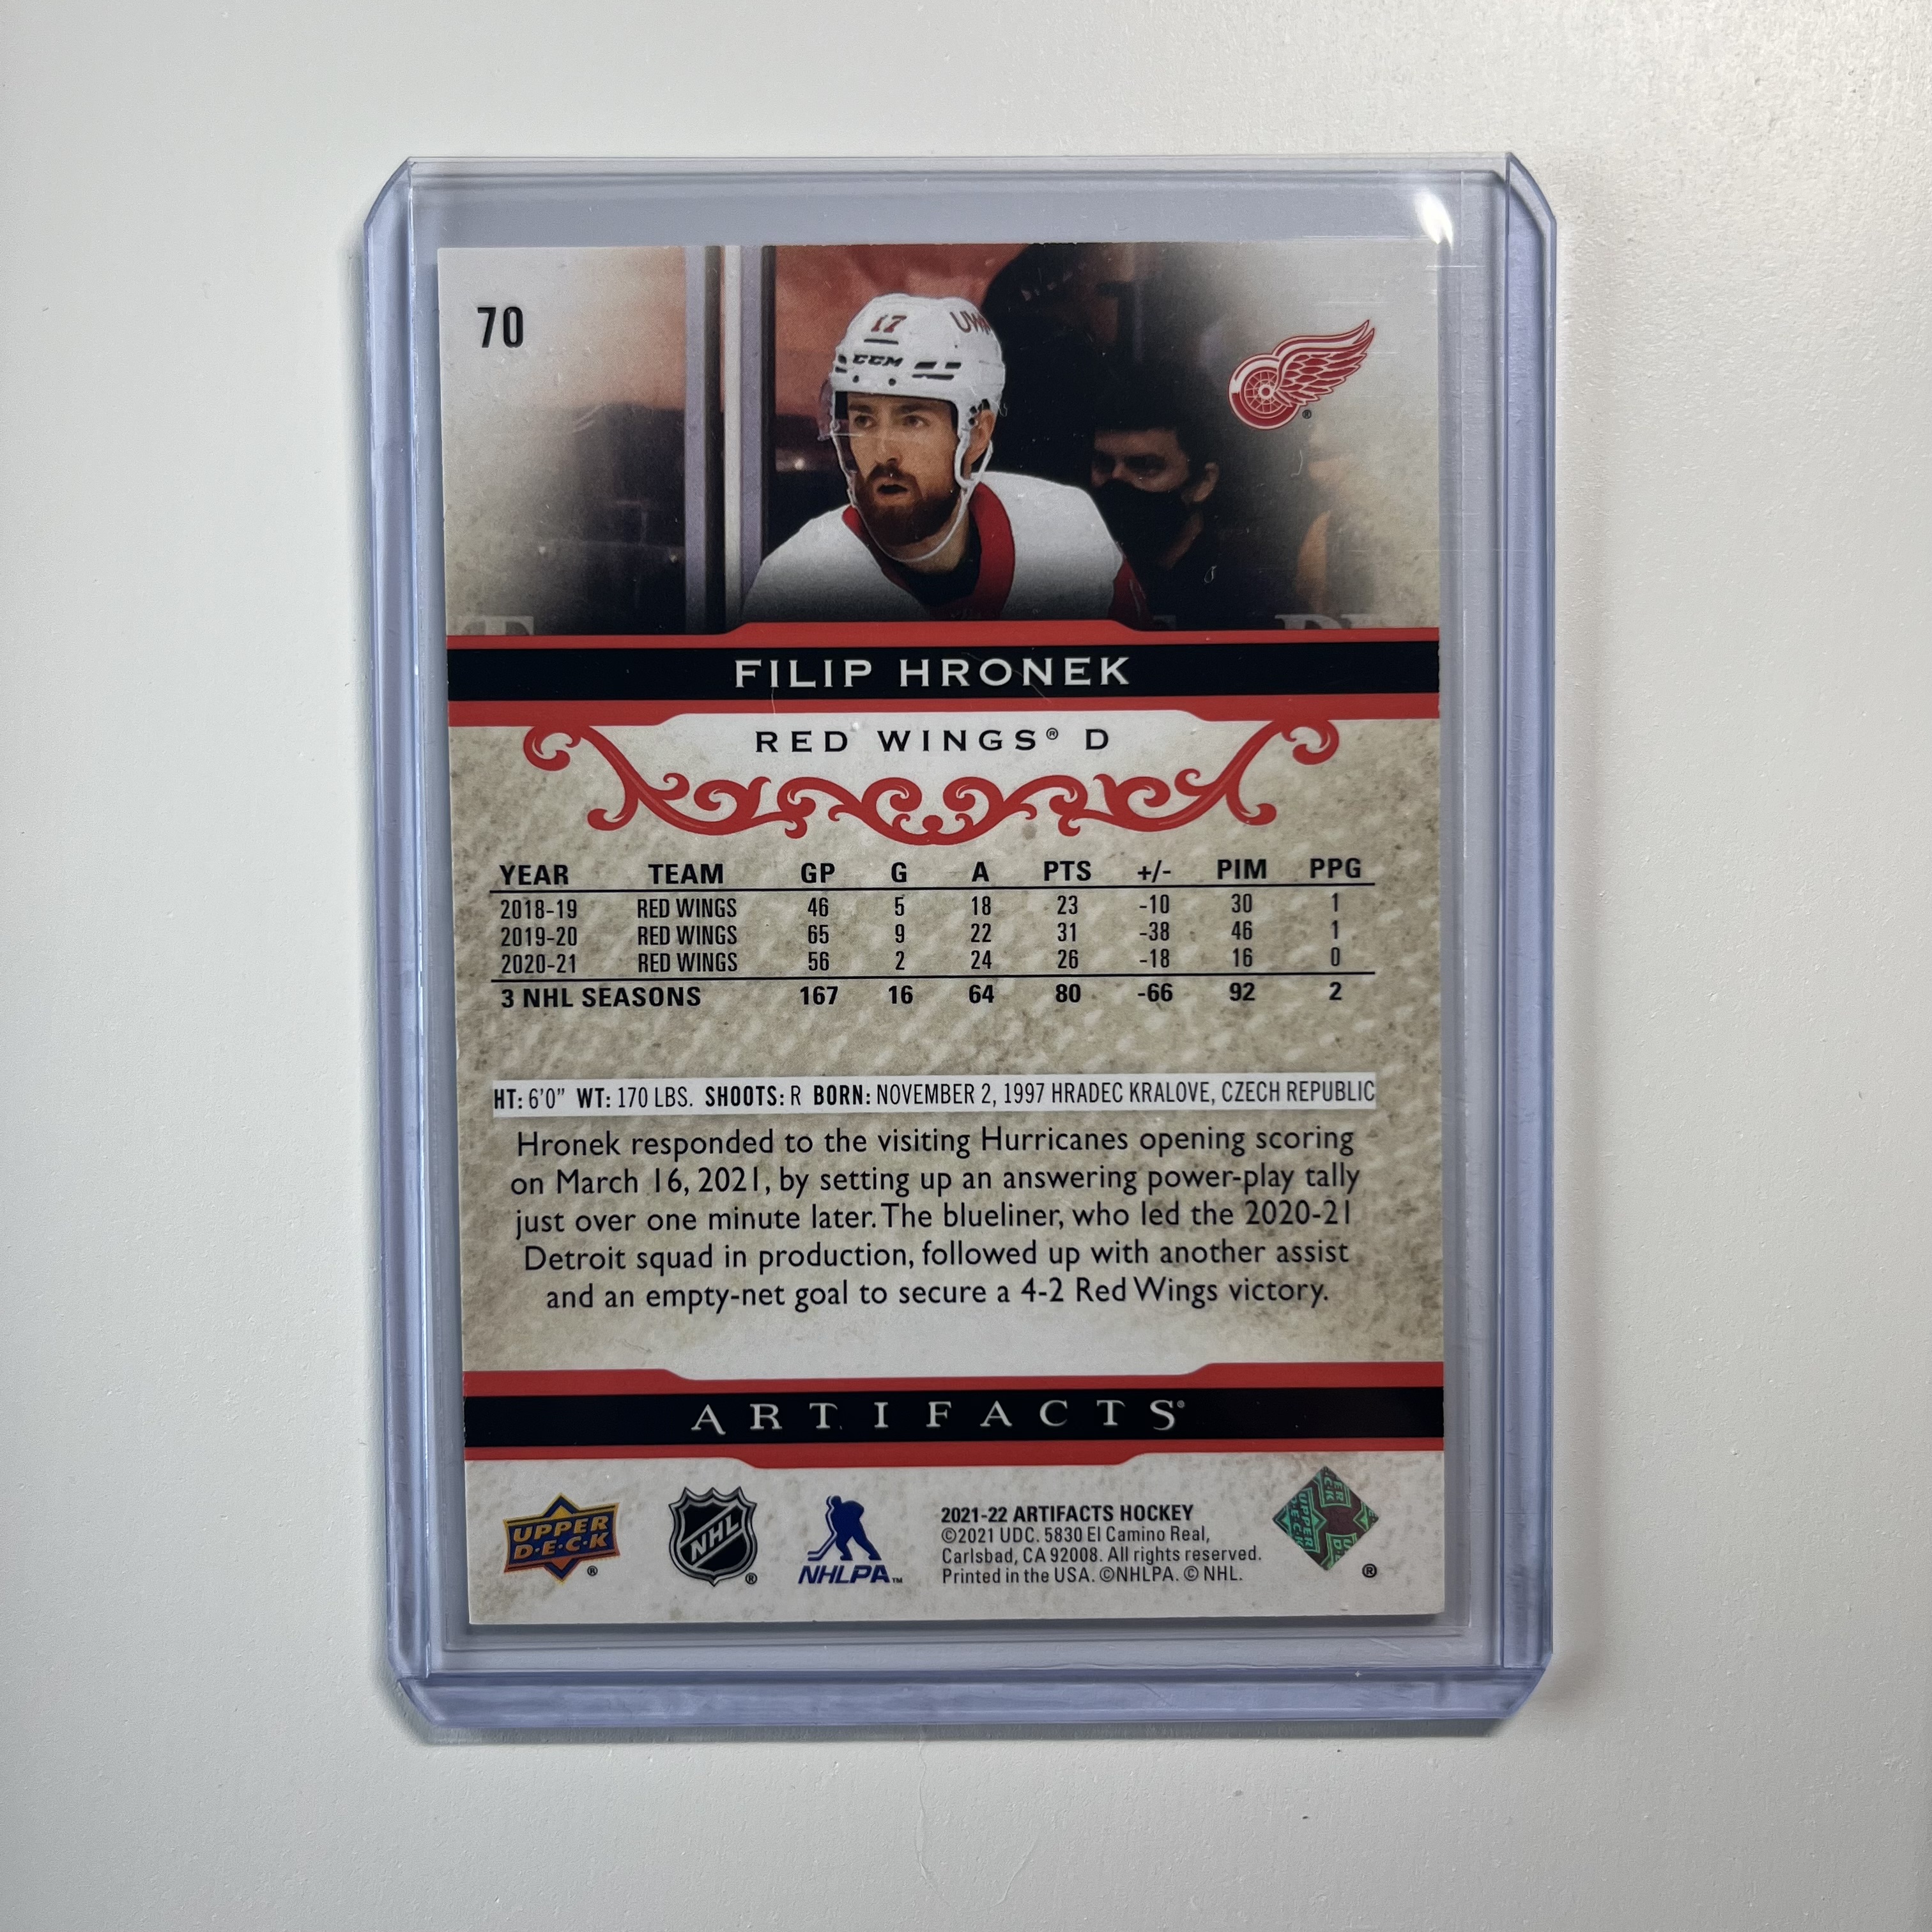 70
17
CCM
FILIP HRONEK
RED WINGS® D
YEAR TEAM GP G A PTS +/- PIM PPG
2018-19 RED WINGS 46 5 18 23 -10 30 1
2019-20 RED WINGS 65 9 22 31 -38 46 1
2020-21 RED WINGS 56 2 24 26 -18 16 0
3 NHL SEASONS 167 16 64 80 -66 92 2
HT: 6'0" WT: 170 LBS. SHOOTS: R BORN: NOVEMBER 2, 1997 HRADEC KRALOVE, CZECH REPUBLIC
Hronek responded to the visiting Hurricanes opening scoring
on March 16, 2021, by setting up an answering power-play tally
just over one minute later. The blueliner, who led the 2020-21
Detroit squad in production, followed up with another assist
and an empty-net goal to secure a 4-2 Red Wings victory.
ARTIFACTS®
UPPER
D·E·C·K
®
NHL
®
NHLPA™
2021-22 ARTIFACTS HOCKEY
©2021 UDC. 5830 El Camino Real,
Carlsbad, CA 92008. All rights reserved.
Printed in the USA. ©NHLPA. © NHL.
®